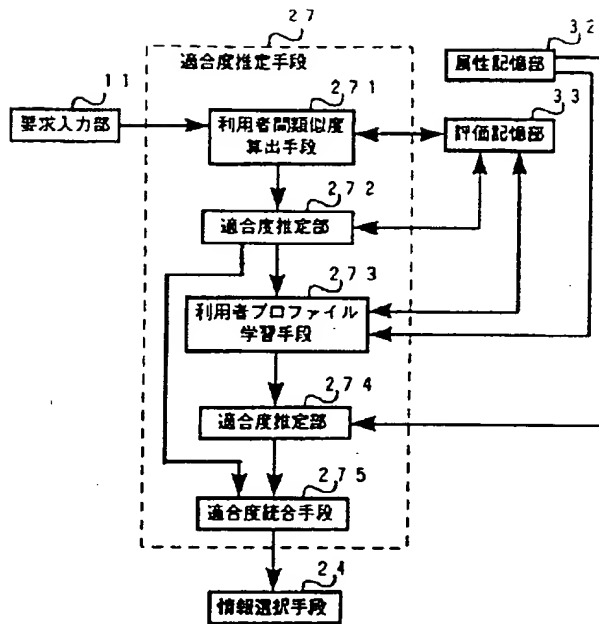 27
適合度推定手段
32
属性記憶部
11
要求入力部
271
利用者間類似度
算出手段
33
評価記憶部
272
適合度推定部
273
利用者プロファイル
学習手段
274
適合度推定部
275
適合度統合手段
24
情報選択手段